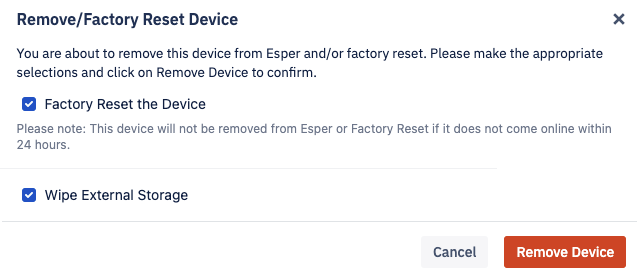 Remove/Factory Reset Device
You are about to remove this device from Esper and/or factory reset. Please make the appropriate
selections and click on Remove Device to confirm.
Factory Reset the Device
Please note: This device will not be removed from Esper or Factory Reset if it does not come online within
24 hours.
Wipe External Storage
Cancel Remove Device